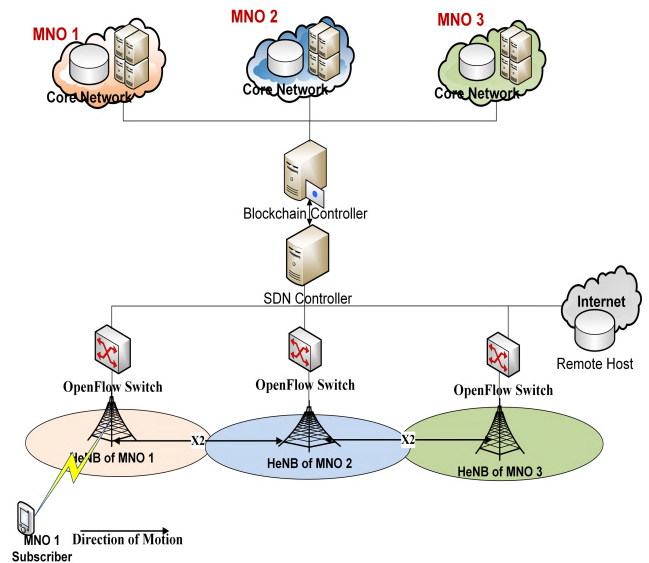 MNO 1
MNO 2
MNO 3
Core Network
Core Network
Core Network
Blockchain Controller
SDN Controller
Internet
Remote Host
OpenFlow Switch
OpenFlow Switch
OpenFlow Switch
X2
X2
HeNB of MNO 1
HeNB of MNO 2
HeNB of MNO 3
MNO 1
Subscriber
Direction of Motion